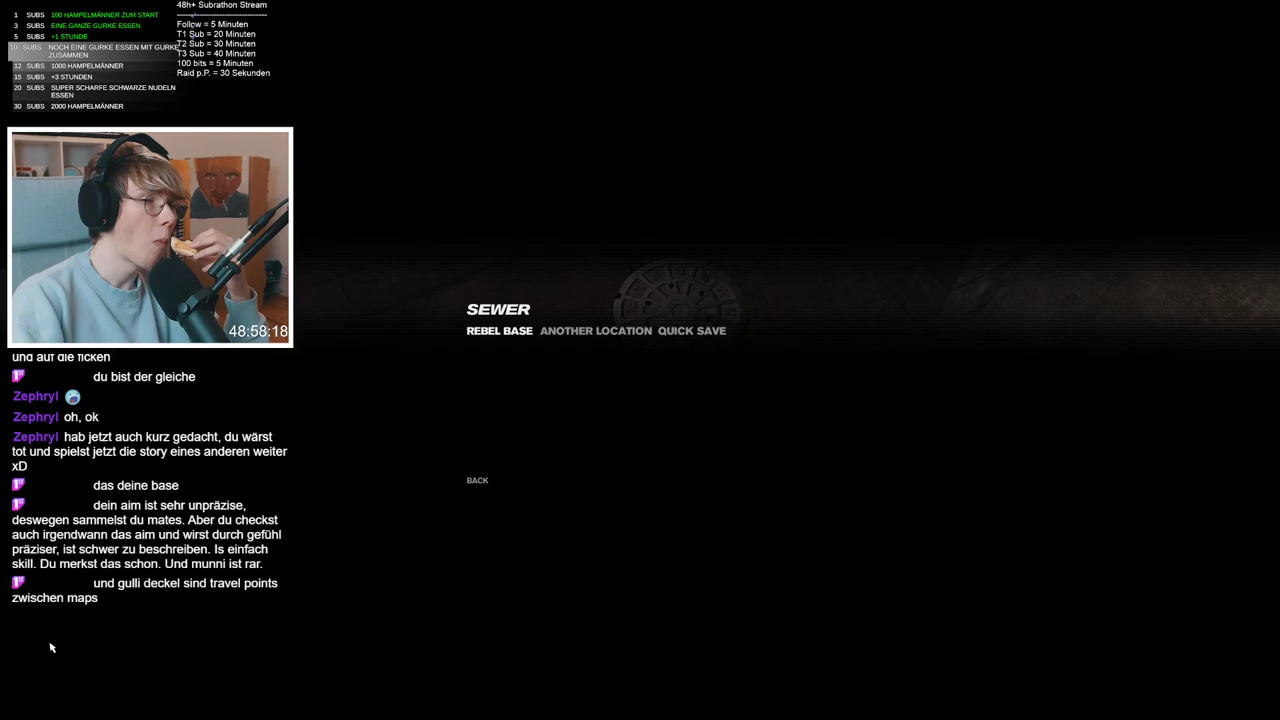 1 SUBS 100 HAMPELMÄNNER ZUM START
3 SUBS EINE GANZE GURKE ESSEN
5 SUBS +1 STUNDE
10 SUBS NOCH EINE GURKE ESSEN MIT GURKE
ZUSAMMEN
12 SUBS 1000 HAMPELMÄNNER
15 SUBS +3 STUNDEN
20 SUBS SUPER SCHARFE SCHWARZE NUDELN
ESSEN
30 SUBS 2000 HAMPELMÄNNER
48h+ Subrathon Stream
Follow = 5 Minuten
T1 Sub = 20 Minuten
T2 Sub = 30 Minuten
T3 Sub = 40 Minuten
100 bits = 5 Minuten
Raid p.P. = 30 Sekunden
48:58:18
und auf die ficken
du bist der gleiche
Zephryl
Zephryl oh, ok
Zephryl hab jetzt auch kurz gedacht, du wärst
tot und spielst jetzt die story eines anderen weiter
xD
das deine base
dein aim ist sehr unpräzise,
deswegen sammelst du mates. Aber du checkst
auch irgendwann das aim und wirst durch gefühl
präziser, ist schwer zu beschreiben. Is einfach
skill. Du merkst das schon. Und munni ist rar.
und gulli deckel sind travel points
zwischen maps
SEWER
REBEL BASE ANOTHER LOCATION QUICK SAVE
BACK